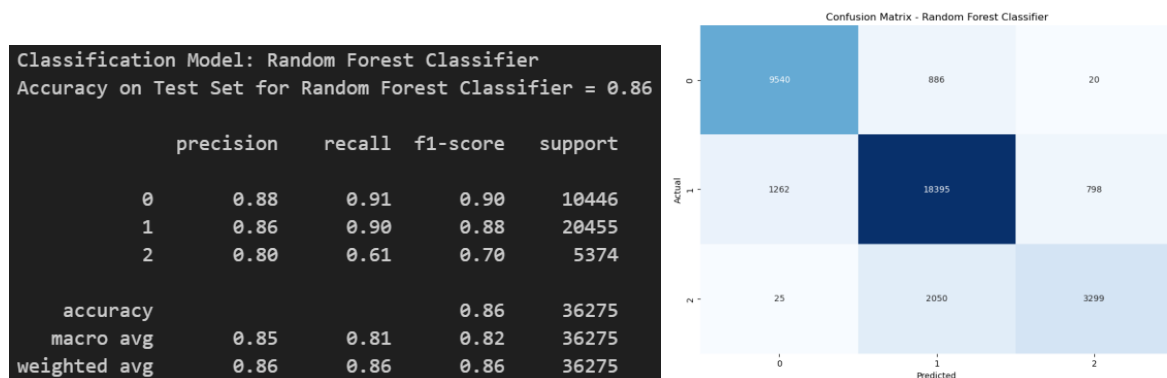 Classification Model: Random Forest Classifier
Accuracy on Test Set for Random Forest Classifier = 0.86
precision recall f1-score support
0 0.88 0.91 0.90 10446
1 0.86 0.90 0.88 20455
2 0.80 0.61 0.70 5374
accuracy 0.86 36275
macro avg 0.85 0.81 0.82 36275
weighted avg 0.86 0.86 0.86 36275
Confusion Matrix - Random Forest Classifier
0 9540 886 20
Actual
1 1262 18395 798
2 25 2050 3299
0 1 2
Predicted